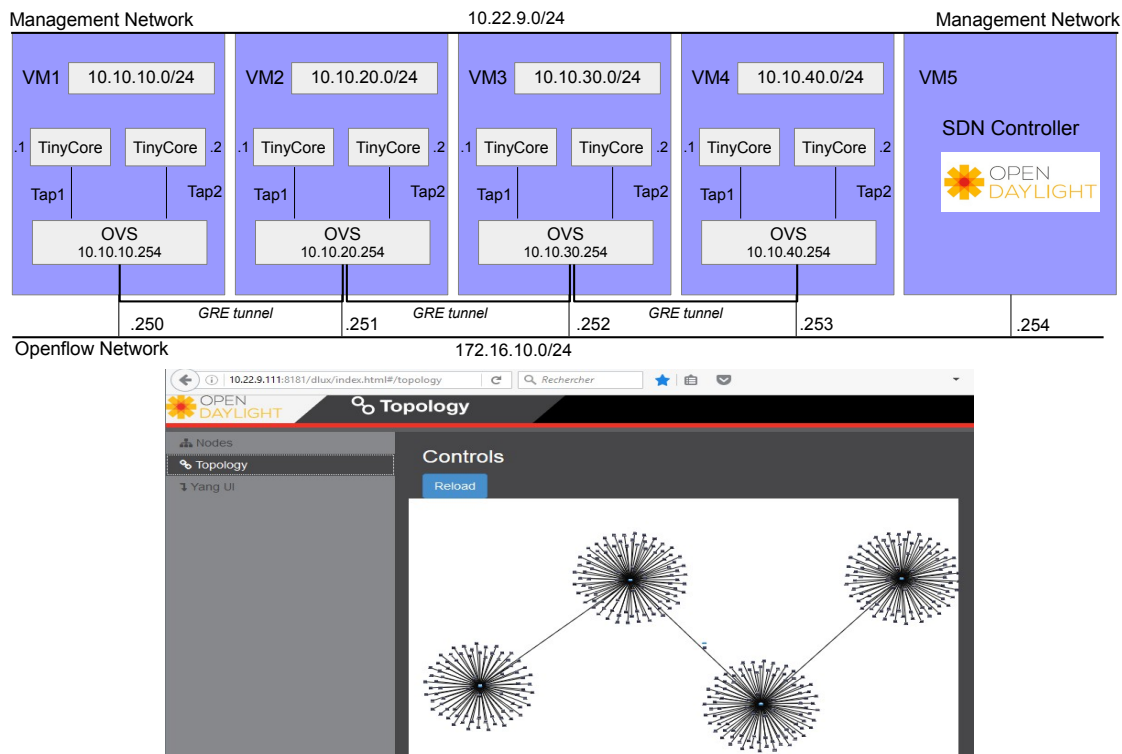 Management Network 10.22.9.0/24 Management Network
VM1 10.10.10.0/24 VM2 10.10.20.0/24 VM3 10.10.30.0/24 VM4 10.10.40.0/24 VM5
SDN Controller
.1 TinyCore TinyCore .2 .1 TinyCore TinyCore .2 .1 TinyCore TinyCore .2 .1 TinyCore TinyCore .2
OPEN
DAYLIGHT
Tap1 Tap2 Tap1 Tap2 Tap1 Tap2 Tap1 Tap2
OVS OVS OVS OVS
10.10.10.254 10.10.20.254 10.10.30.254 10.10.40.254
GRE tunnel GRE tunnel GRE tunnel
.250 .251 .252 .253 .254
Openflow Network 172.16.10.0/24
10.22.9.111:8181/dlux/index.html#/topology Rechercher
OPEN
DAYLIGHT
Topology
Nodes
Topology
Yang UI
Controls
Reload